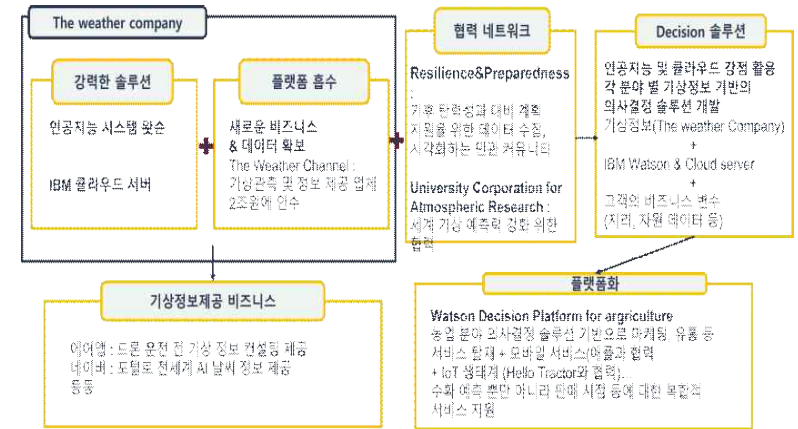 The weather company
강력한 솔루션
인공지능 시스템 왓슨
IBM 클라우드 서버
플랫폼 흡수
새로운 비즈니스
& 데이터 확보
The Weather Channel :
기상관측 및 정보 제공 업체
2조원에 인수
협력 네트워크
Resilience&Preparedness
:
기후 탄력성과 대비 계획
지원을 위한 데이터 수집,
시각화하는 민관 커뮤니티
University Corporation for
Atmospheric Research :
세계 기상 예측력 강화 위한
협력
Decision 솔루션
인공지능 및 클라우드 강점 활용
각 분야 별 기상정보 기반의
의사결정 솔루션 개발
기상정보(The weather Company)
+
IBM Watson & Cloud server
+
고객의 비즈니스 변수
(지리, 자원 데이터 등)
기상정보제공 비즈니스
에어맵 : 드론 운전 전 기상 정보 컨설팅 제공
네이버 : 포털로 전세계 AI 날씨 정보 제공
등등
플랫폼화
Watson Decision Platform for argriculture
농업 분야 의사결정 솔루션 기반으로 마케팅, 유통 등
서비스 탑재 + 모바일 서비스(애플과 협력
+ IoT 생태계 (Hello Tractor와 협력)...
수확 예측 뿐만 아니라 판매 시점 등에 대한 복합적
서비스 지원